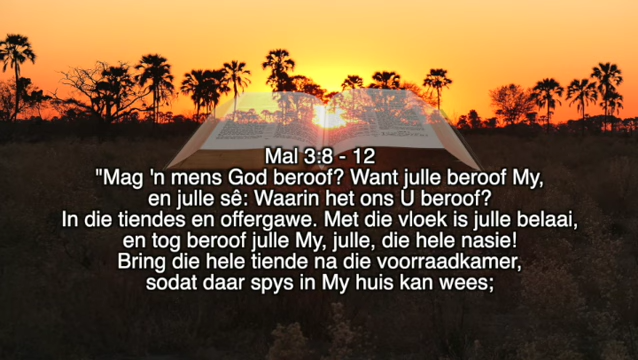 Mal 3:8 - 12
"Mag 'n mens God beroof? Want julle beroof My,
en julle sê: Waarin het ons U beroof?
In die tiendes en offergawe. Met die vloek is julle belaai,
en tog beroof julle My, julle, die hele nasie!
Bring die hele tiende na die voorraadkamer,
sodat daar spys in My huis kan wees;